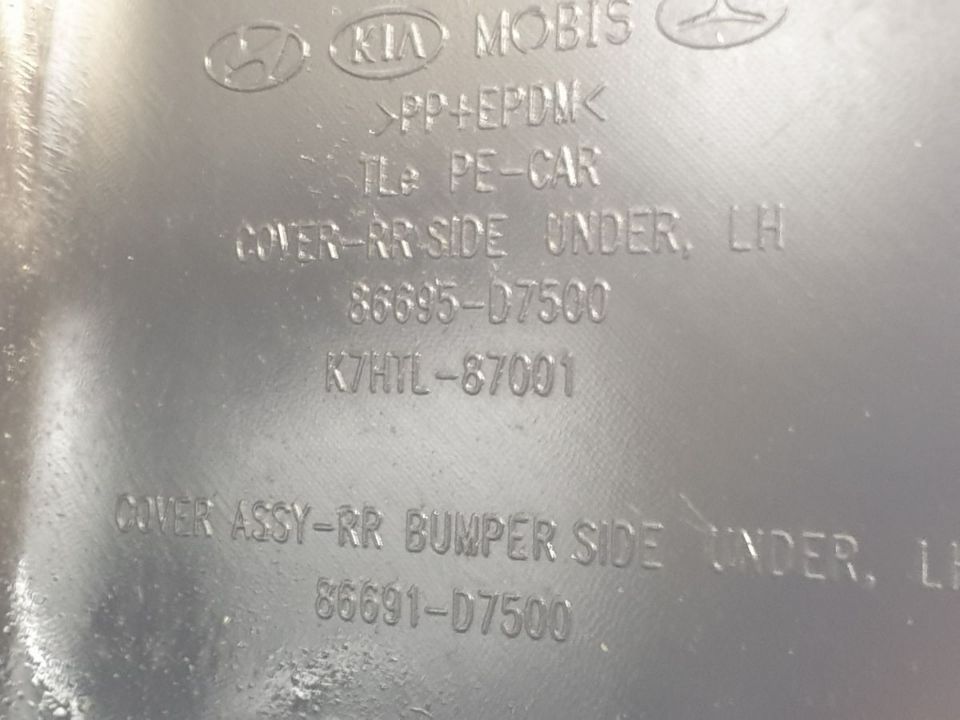 KIA MOBIS
>PP+EPDM<
TLe PE-CAR
COVER-RR SIDE UNDER, LH
86695-D7500
K7HTL-87001
COVER ASSY-RR BUMPER SIDE UNDER, LH
86691-D7500